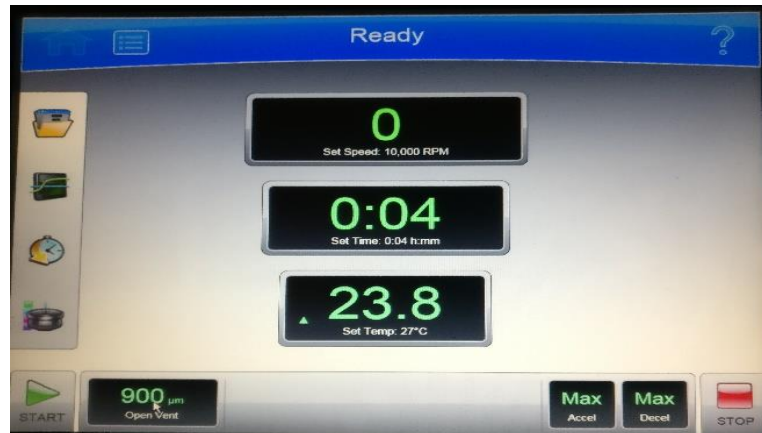 Ready
?
0
Set Speed: 10,000 RPM
0:04
Set Time: 0:04 h:mm
23.8
Set Temp: 27°C
START
900 µm
Open Vent
Max
Accel
Max
Decel
STOP